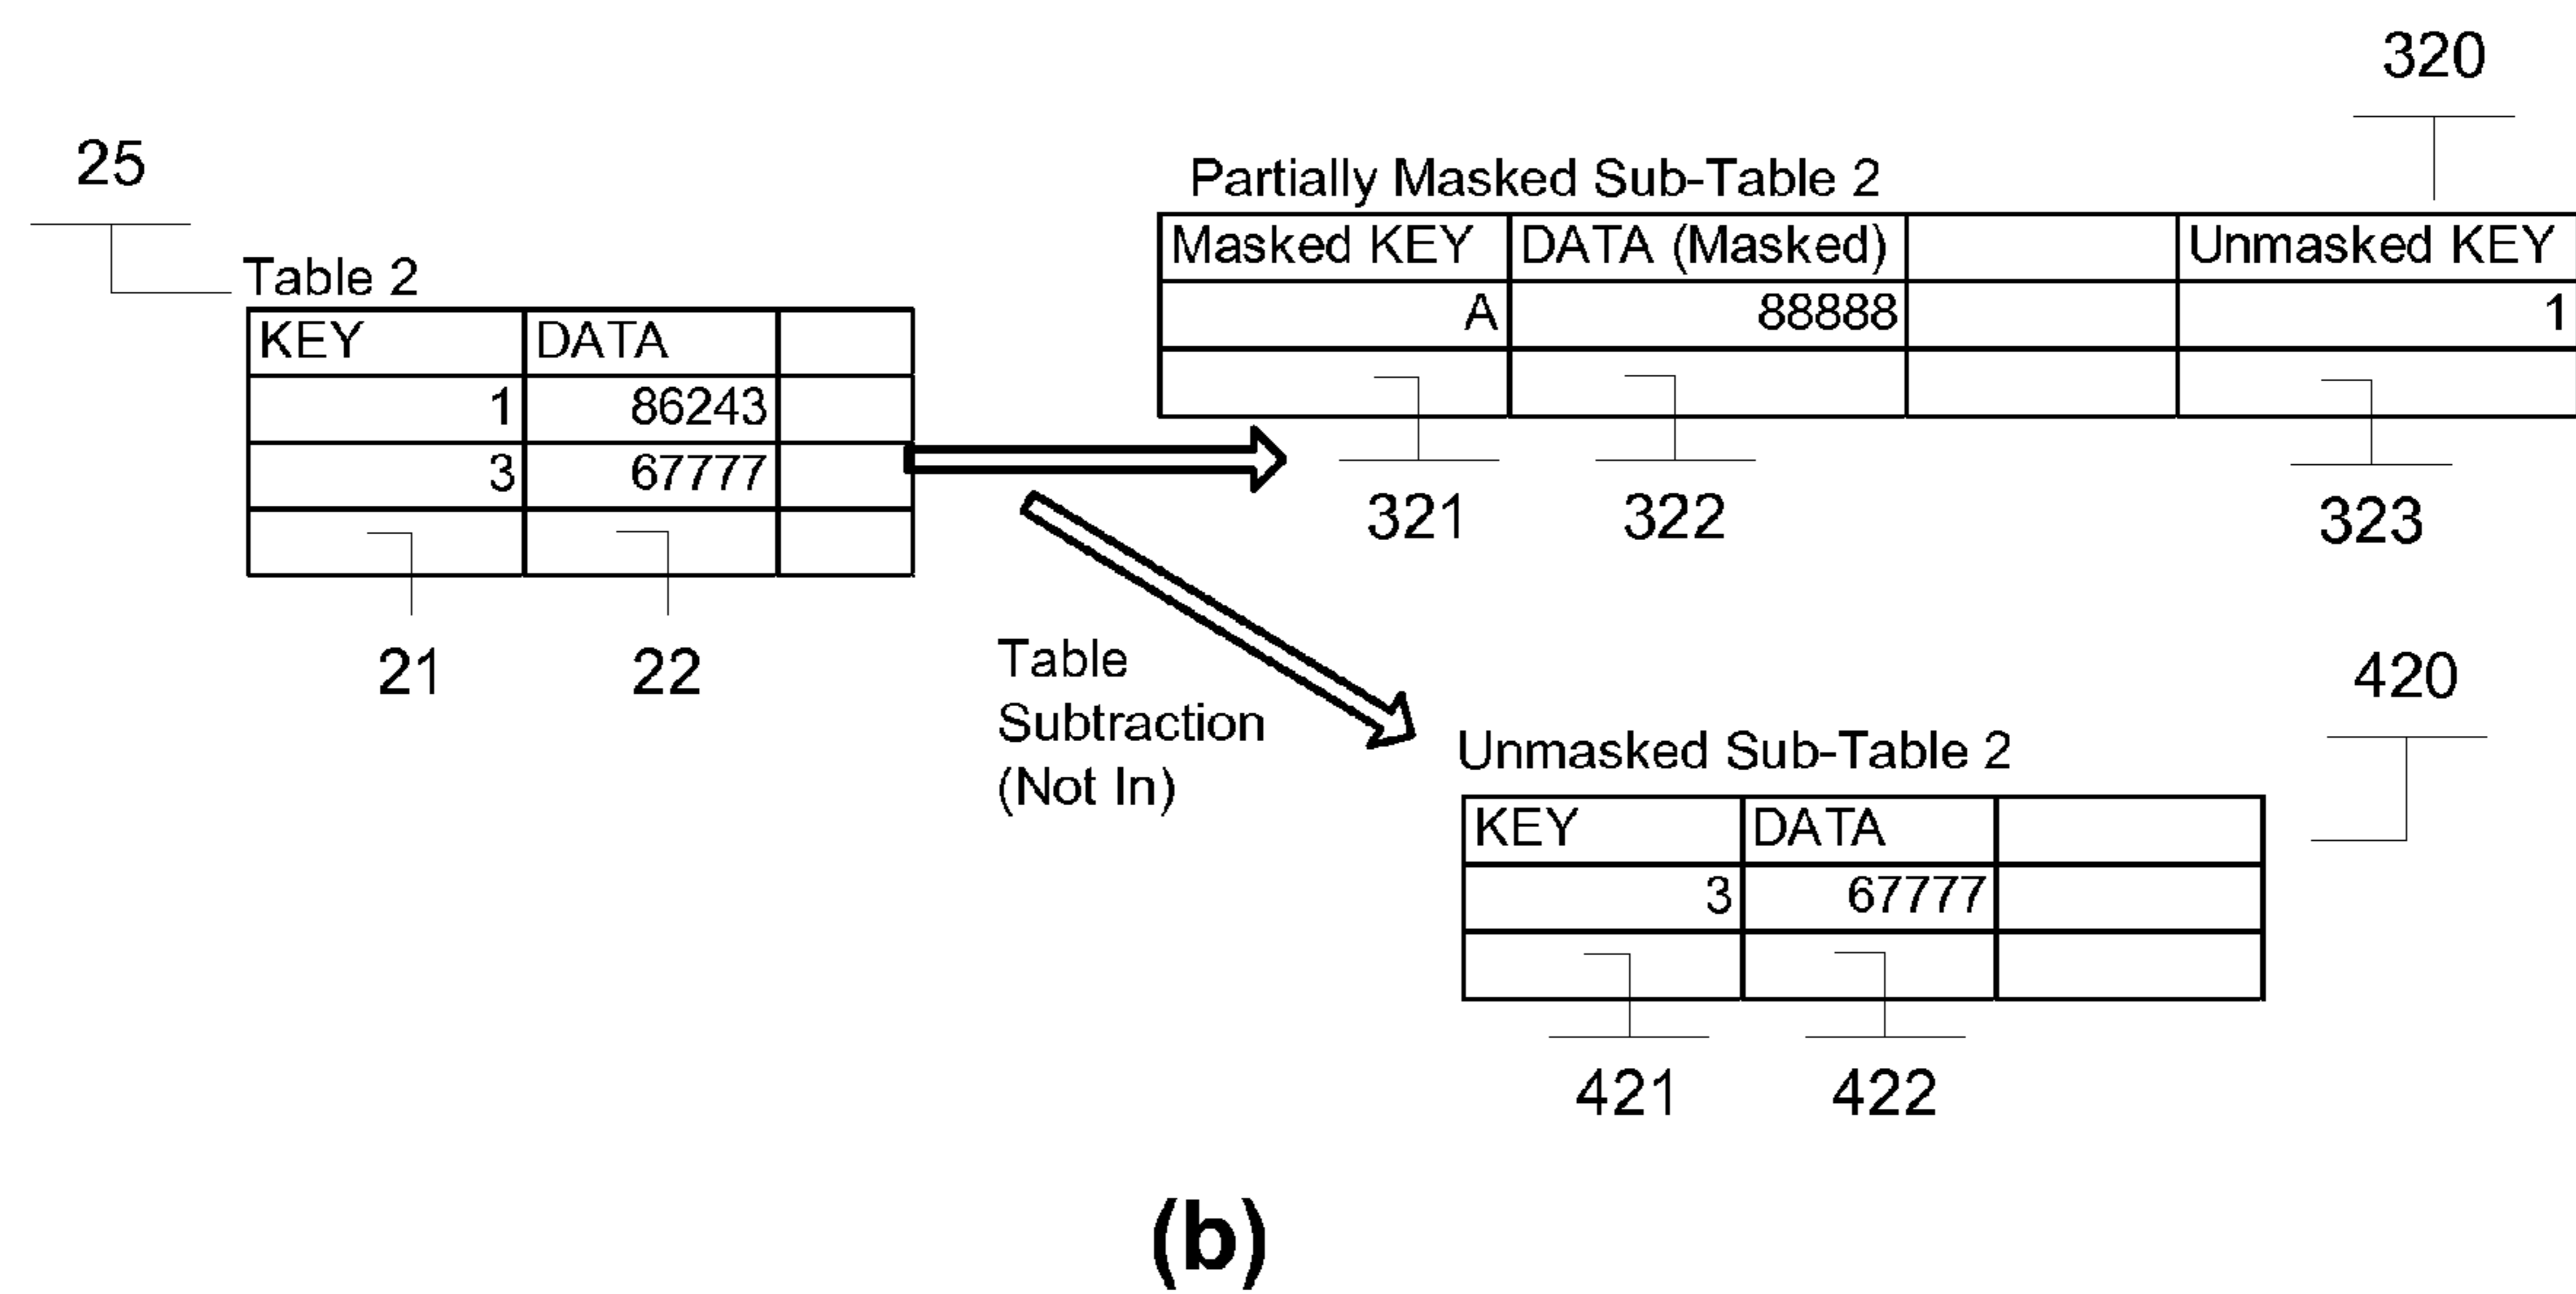 320
25
Partially Masked Sub-Table 2
Masked KEY DATA (Masked) Unmasked KEY
A 88888 1
Table 2
KEY DATA
1 86243
3 67777
321 322 323
21 22
Table
Subtraction
(Not In)
420
Unmasked Sub-Table 2
KEY DATA
3 67777
421 422
(b)